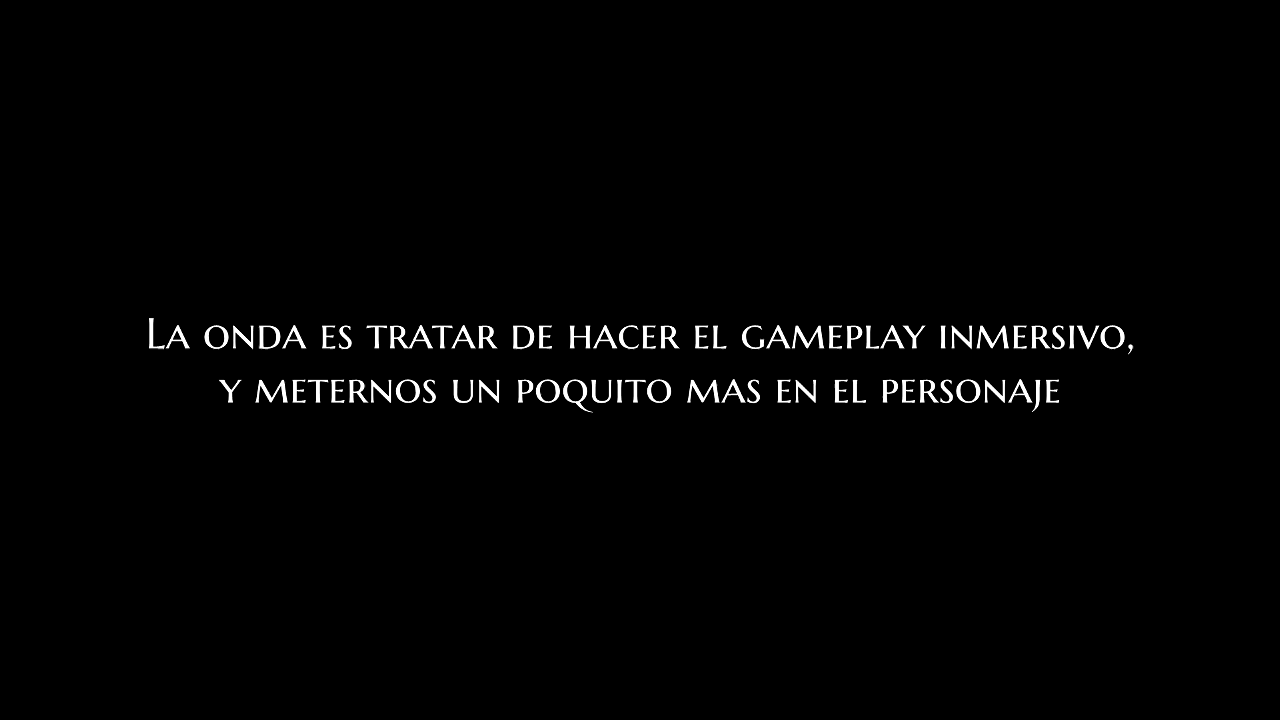 La onda es tratar de hacer el gameplay inmersivo,
y meternos un poquito mas en el personaje